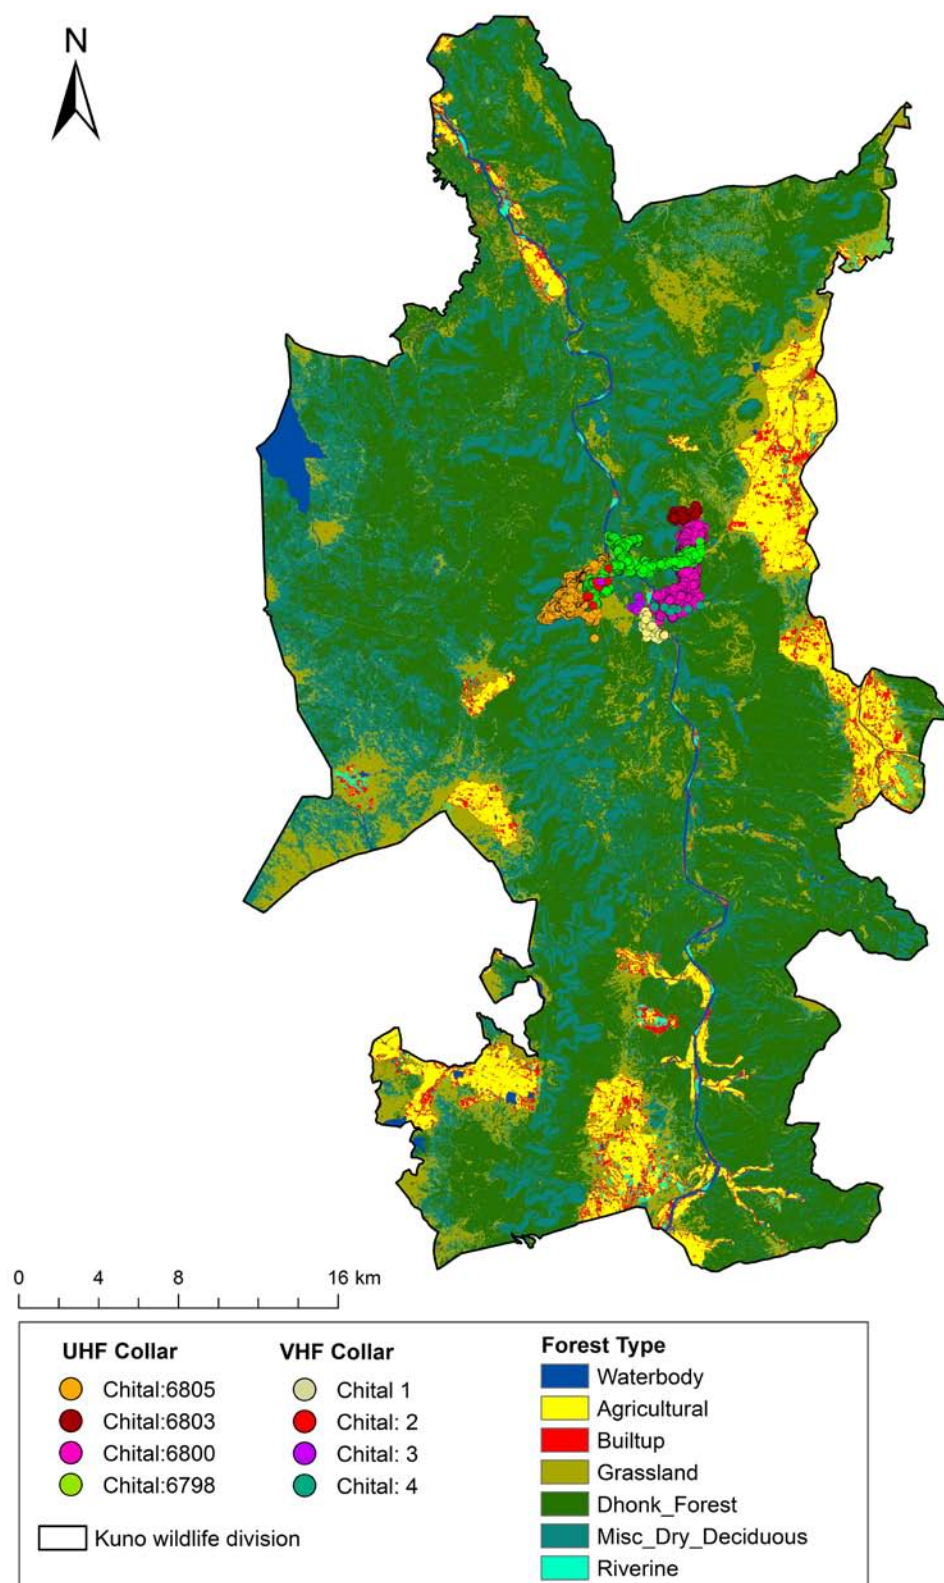 N
0 4 8 16 km
UHF Collar
Chital:6805
Chital:6803
Chital:6800
Chital:6798
Kuno wildlife division
VHF Collar
Chital 1
Chital: 2
Chital: 3
Chital: 4
Forest Type
Waterbody
Agricultural
Builtup
Grassland
Dhonk_Forest
Misc_Dry_Deciduous
Riverine